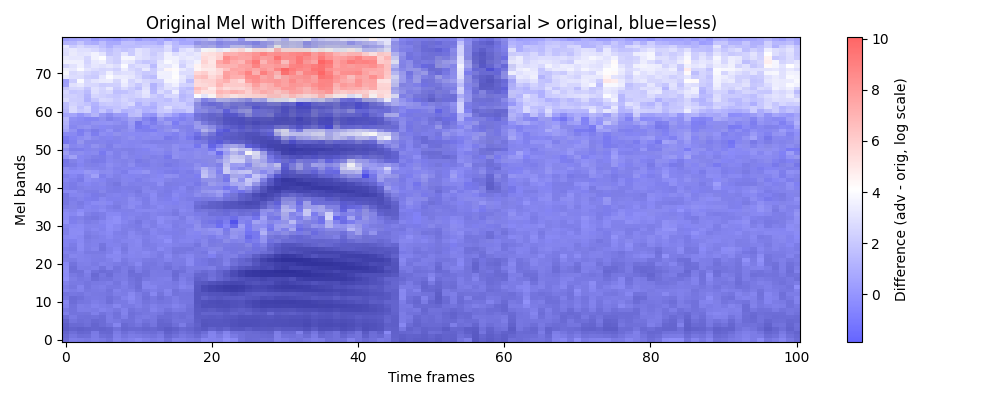 Original Mel with Differences (red=adversarial > original, blue=less)
Mel bands
70
60
50
40
30
20
10
0
0 20 40 60 80 100
Time frames
10
8
6
4
2
0
Difference (adv - orig, log scale)